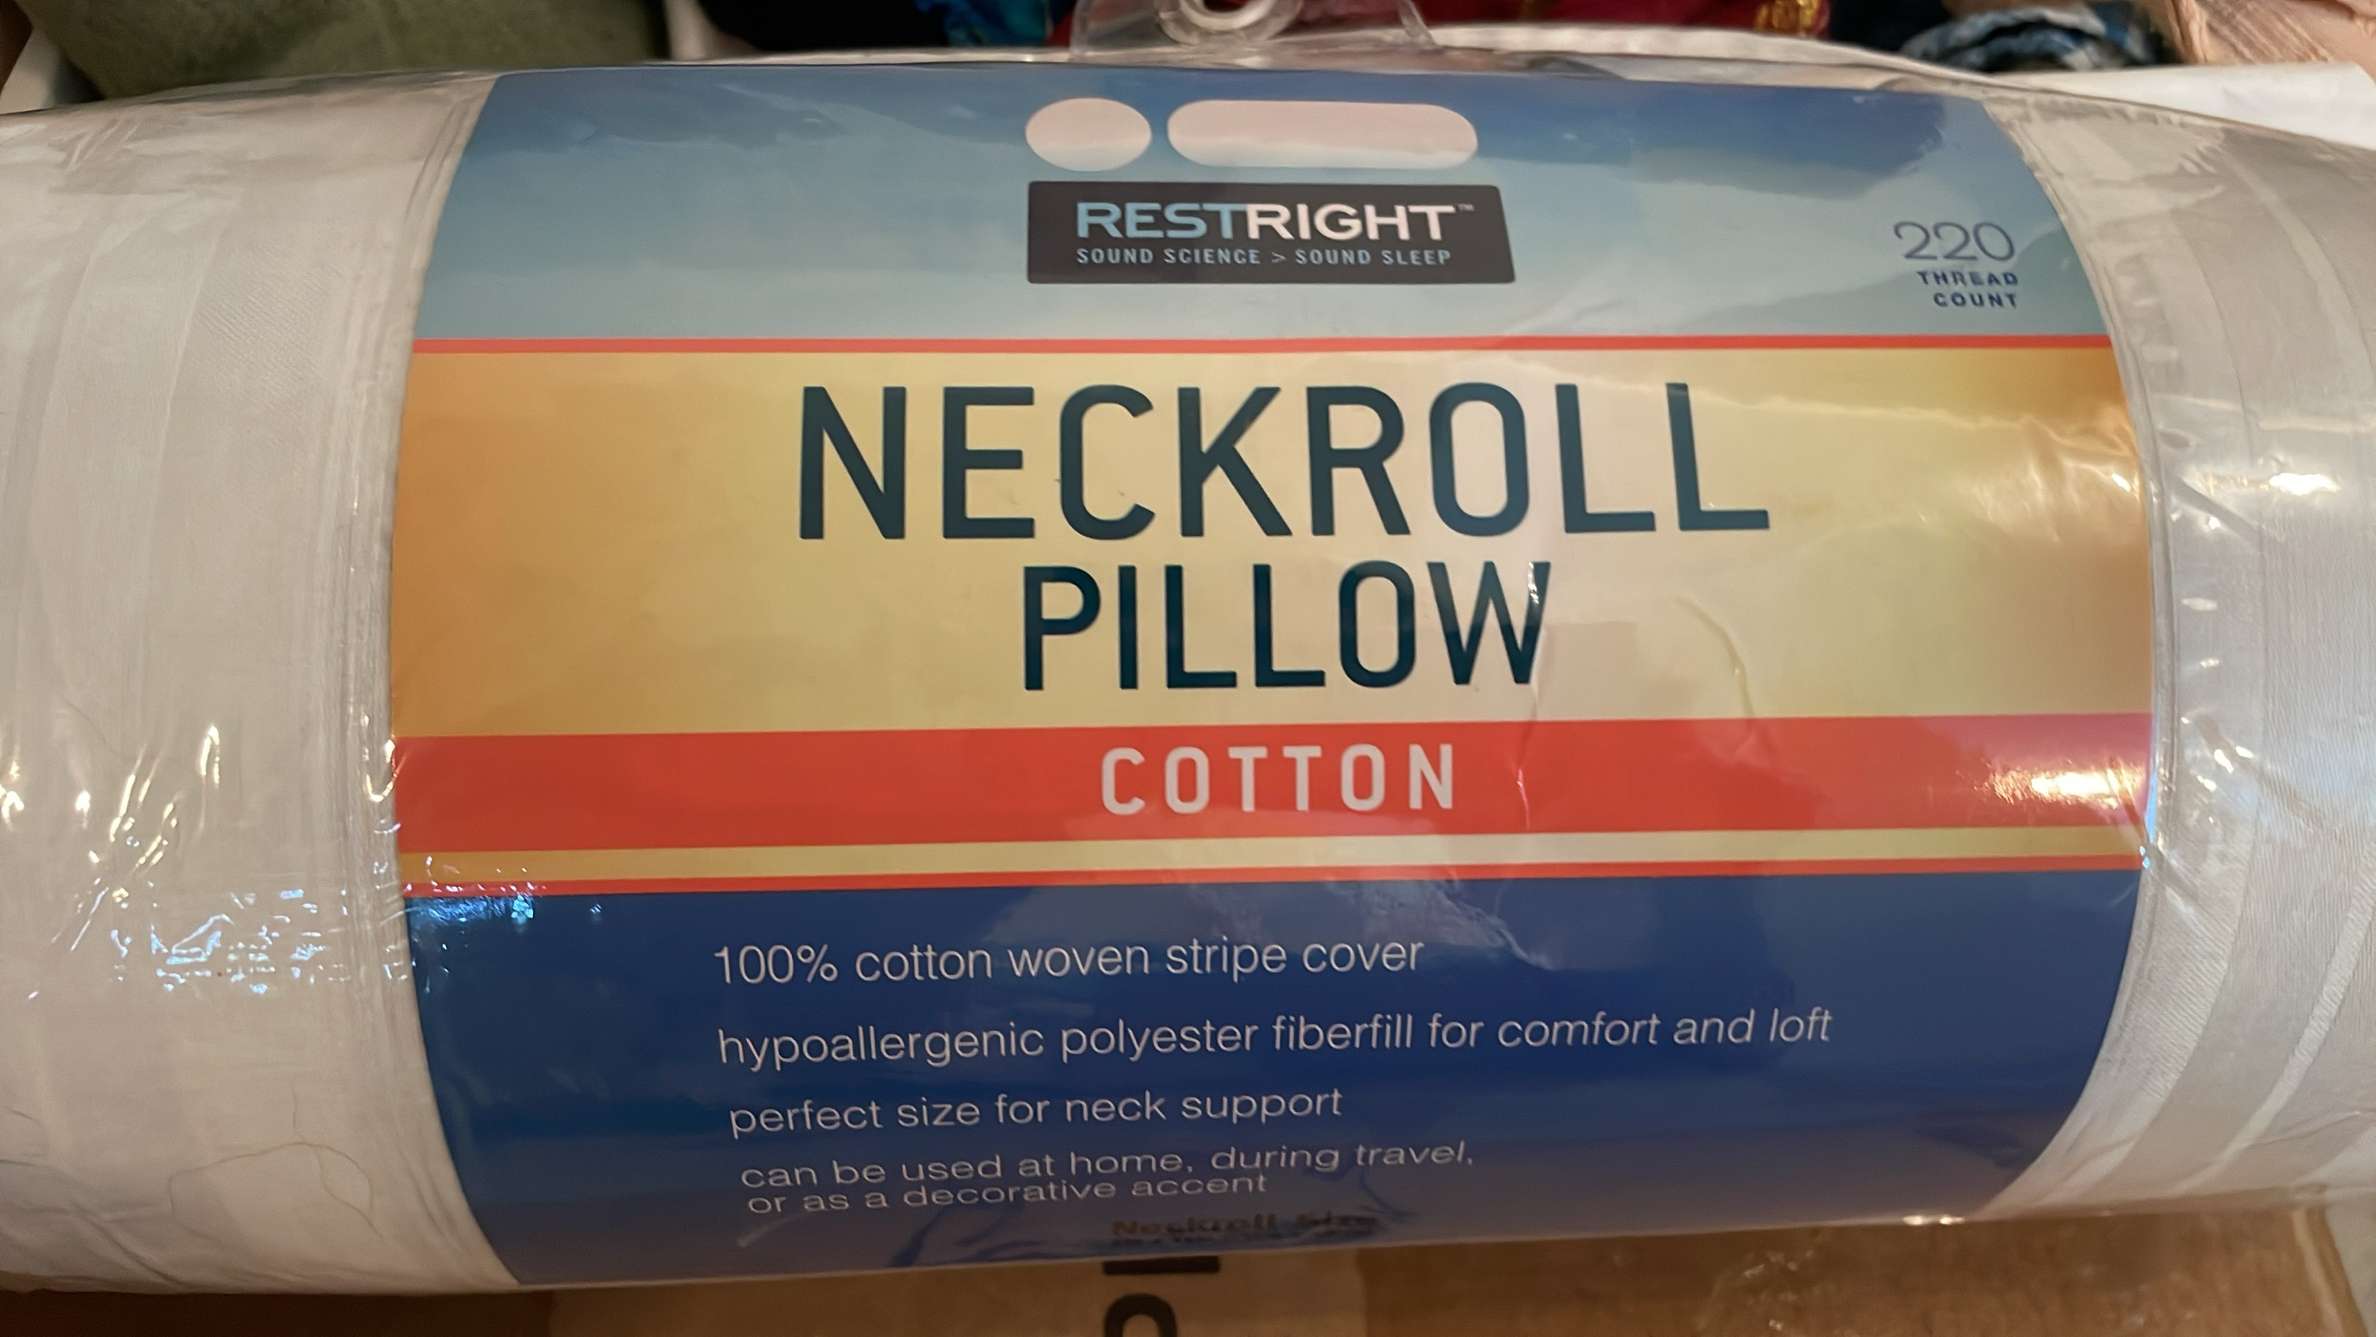 RESTRIGHT™
SOUND SCIENCE > SOUND SLEEP
220
THREAD
COUNT
NECKROLL
PILLOW
COTTON
100% cotton woven stripe cover
hypoallergenic polyester fiberfill for comfort and loft
perfect size for neck support
can be used at home, during travel,
or as a decorative accent
Neckroll Size